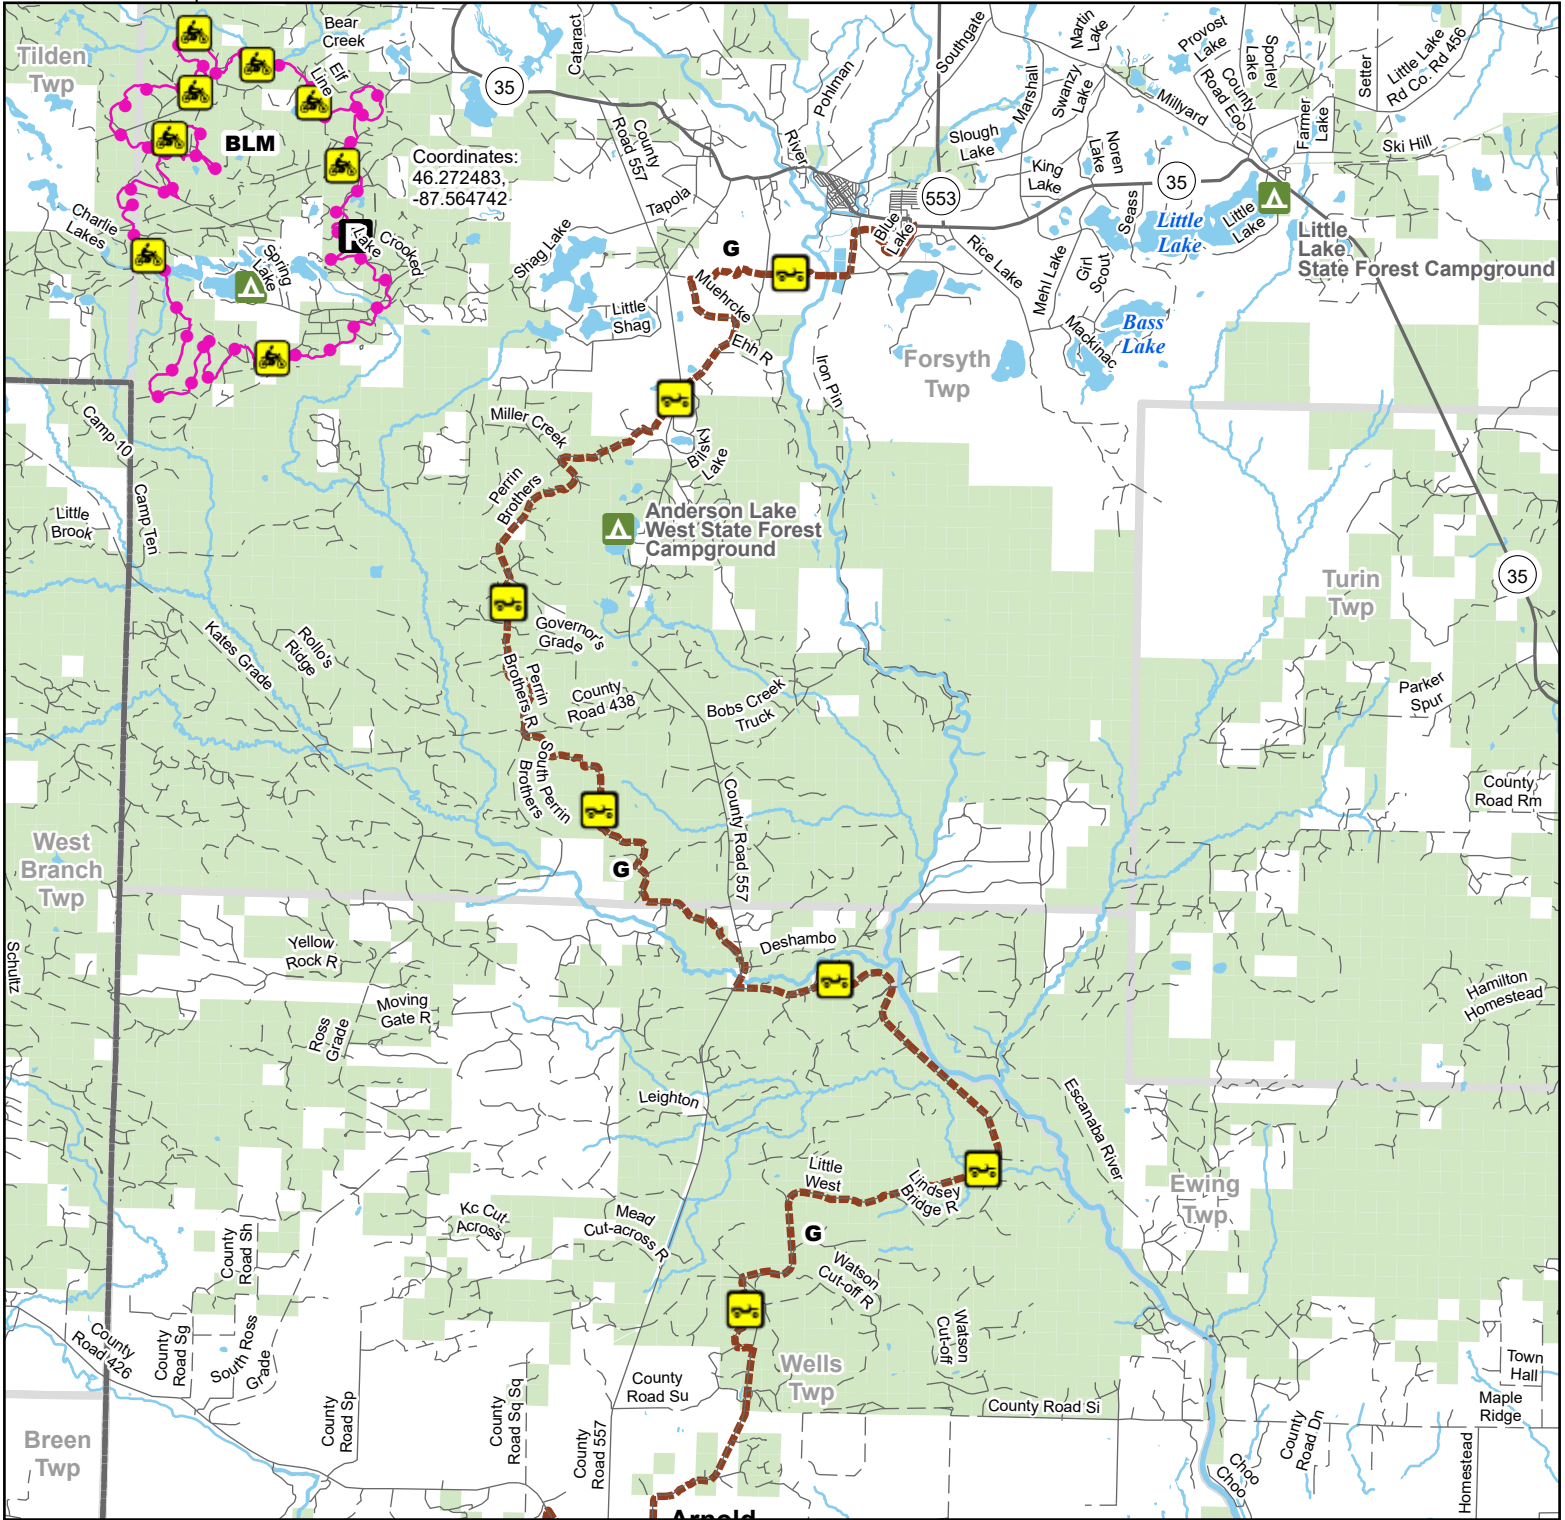 Tilden
Twp
Bear
Creek
Elf
Line
BLM
35
Cataract
County
Road 557
Pohlman
River
Southgate
Martin
Lake
Provost
Lake
Sporley
Lake
Setter
Little Lake
Rd Co. Rd 456
Marshall
Swanzy
Lake
Millyard
County
Road Eoo
Farmer
Lake
Ski Hill
Slough
Lake
King
Lake
Noren
Lake
Seass
35
553
Coordinates:
46.272483,
-87.564742
Tapola
Charlie
Lakes
Spring
Lake
P
Lake
Crooked
Shag Lake
Little
Shag
G
Muehrcke
Ehh R
Blue
Lake
Rice Lake
Mehl Lake
Girl
Scout
Little
Lake
Little
Lake
Little
Lake
State Forest Campground
Bass
Lake
Mackinac
Forsyth
Twp
Iron Pin
Camp 10
Camp Ten
Little
Brook
Miller Creek
Perrin
Brothers
Bilsky
Lake
Anderson Lake
West State Forest
Campground
35
Turin
Twp
Governor's
Grade
Kates Grade
Rollo's
Ridge
Perrin
Brothers R
County
Road 438
Bobs Creek
Truck
Parker
Spur
South Perrin
Brothers
County Road 557
County
Road Rm
West
Branch
Twp
G
Schultz
Yellow
Rock R
Moving
Gate R
Ross
Grade
Deshambo
Hamilton
Homestead
Leighton
Escanaba River
Little
West
Lindsey
Bridge R
Ewing
Twp
Kc Cut
Across
Mead
Cut-across R
G
Watson
Cut-off R
Watson
Cut-off
County
Road Sh
County
Road 426
County
Road Sg
South Ross
Grade
County
Road Sp
County
Road Sq Sq
County
Road Su
County
Road 557
Wells
Twp
County Road Si
Town
Hall
Maple
Ridge
County
Road Dn
Choo
Choo
Homestead
Breen
Twp
Arnold